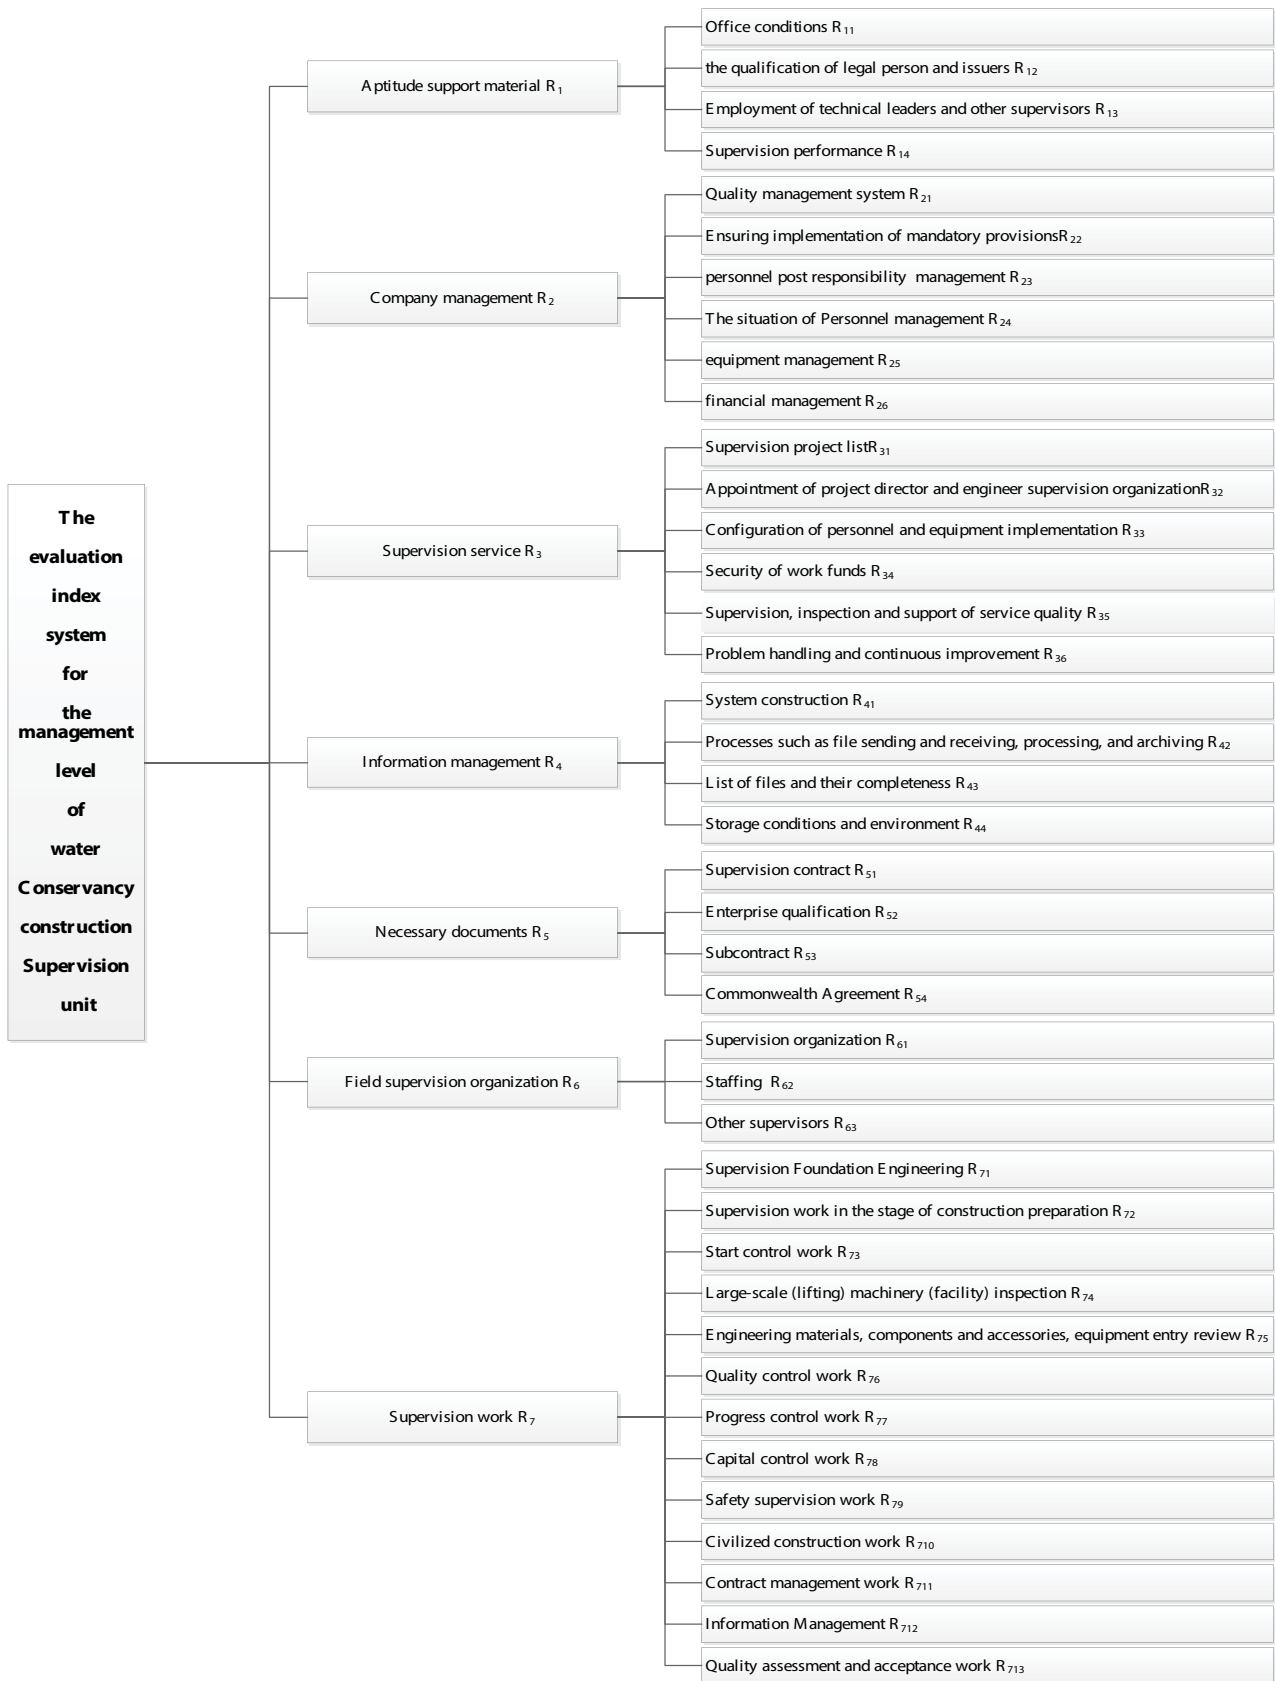 The
evaluation
index
system
for
the
management
level
of
water
Conservancy
construction
Supervision
unit
Aptitude support material R₁
Office conditions R₁₁
the qualification of legal person and issuers R₁₂
Employment of technical leaders and other supervisors R₁₃
Supervision performance R₁₄
Company management R₂
Quality management system R₂₁
Ensuring implementation of mandatory provisionsR₂₂
personnel post responsibility management R₂₃
The situation of Personnel management R₂₄
equipment management R₂₅
financial management R₂₆
Supervision service R₃
Supervision project listR₃₁
Appointment of project director and engineer supervision organizationR₃₂
Configuration of personnel and equipment implementation R₃₃
Security of work funds R₃₄
Supervision, inspection and support of service quality R₃₅
Problem handling and continuous improvement R₃₆
Information management R₄
System construction R₄₁
Processes such as file sending and receiving, processing, and archiving R₄₂
List of files and their completeness R₄₃
Storage conditions and environment R₄₄
Necessary documents R₅
Supervision contract R₅₁
Enterprise qualification R₅₂
Subcontract R₅₃
Commonwealth Agreement R₅₄
Field supervision organization R₆
Supervision organization R₆₁
Staffing R₆₂
Other supervisors R₆₃
Supervision work R₇
Supervision Foundation Engineering R₇₁
Supervision work in the stage of construction preparation R₇₂
Start control work R₇₃
Large-scale (lifting) machinery (facility) inspection R₇₄
Engineering materials, components and accessories, equipment entry review R₇₅
Quality control work R₇₆
Progress control work R₇₇
Capital control work R₇₈
Safety supervision work R₇₉
Civilized construction work R₇₁₀
Contract management work R₇₁₁
Information Management R₇₁₂
Quality assessment and acceptance work R₇₁₃